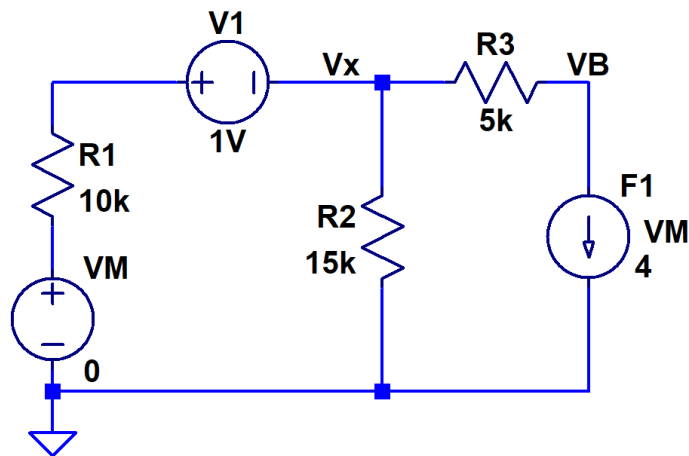 V1
+ −
1V
Vx
R3
5k
VB
R1
10k
R2
15k
F1
VM
4
VM
+
−
0